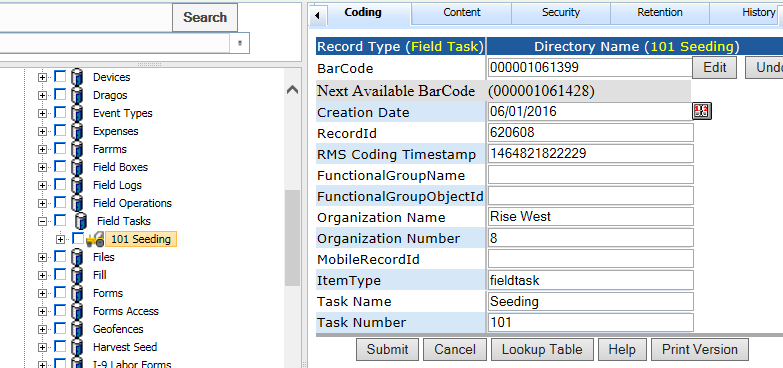 Search
Devices
Dragos
Event Types
Expenses
Farrms
Field Boxes
Field Logs
Field Operations
Field Tasks
101 Seeding
Files
Fill
Forms
Forms Access
Geofences
Harvest Seed
I-9 Labor Forms
Coding Content Security Retention History
Record Type (Field Task) Directory Name (101 Seeding)
BarCode 000001061399 Edit Undo
Next Available BarCode (000001061428)
Creation Date 06/01/2016
RecordId 620608
RMS Coding Timestamp 1464821822229
FunctionalGroupName
FunctionalGroupObjectId
Organization Name Rise West
Organization Number 8
MobileRecordId
ItemType fieldtask
Task Name Seeding
Task Number 101
Submit Cancel Lookup Table Help Print Version